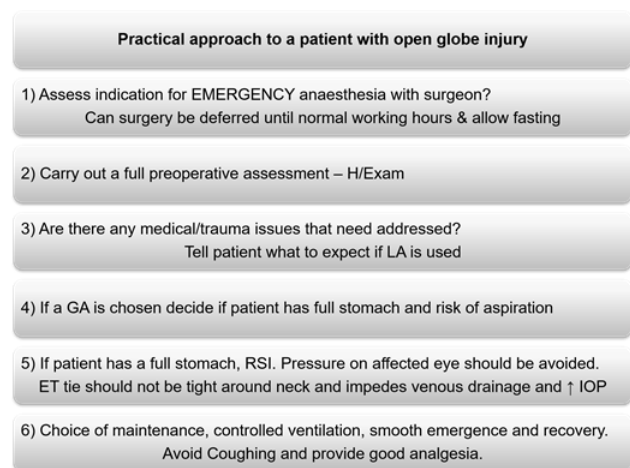 Practical approach to a patient with open globe injury
1) Assess indication for EMERGENCY anaesthesia with surgeon?
Can surgery be deferred until normal working hours & allow fasting
2) Carry out a full preoperative assessment – H/Exam
3) Are there any medical/trauma issues that need addressed?
Tell patient what to expect if LA is used
4) If a GA is chosen decide if patient has full stomach and risk of aspiration
5) If patient has a full stomach, RSI. Pressure on affected eye should be avoided.
ET tie should not be tight around neck and impedes venous drainage and ↑ IOP
6) Choice of maintenance, controlled ventilation, smooth emergence and recovery.
Avoid Coughing and provide good analgesia.